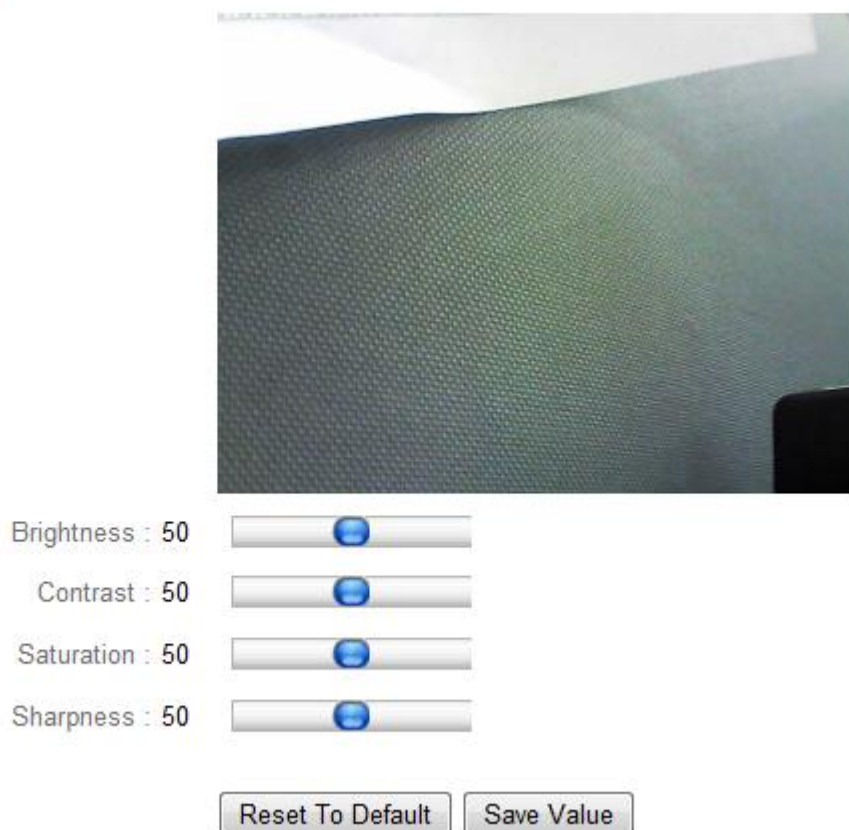 Brightness : 50
Contrast : 50
Saturation : 50
Sharpness : 50
Reset To Default Save Value